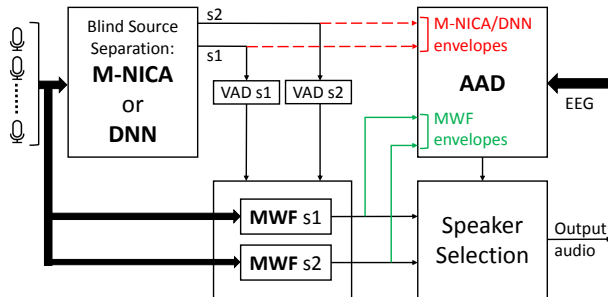 Blind Source
Separation:
M-NICA
or
DNN
s2
s1
VAD s1
VAD s2
M-NICA/DNN
envelopes
AAD
MWF
envelopes
EEG
MWF s1
MWF s2
Speaker
Selection
Output
audio